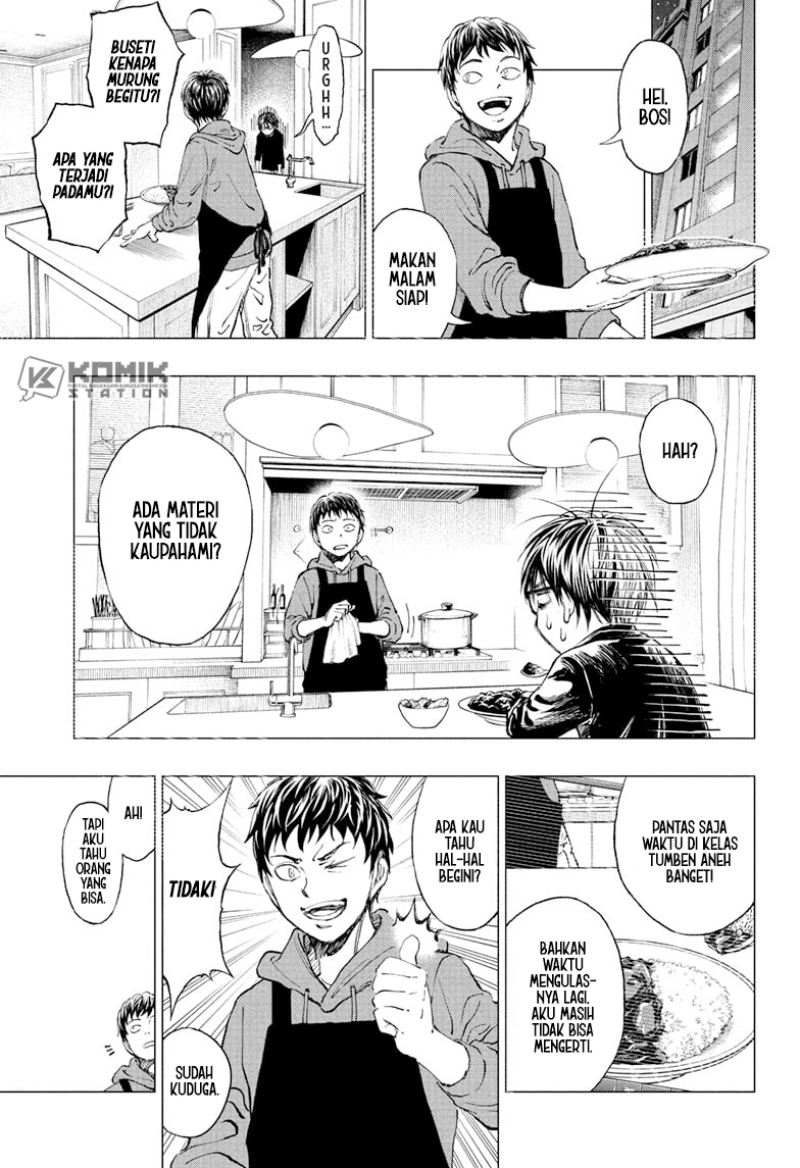 HEI,
BOS!
MAKAN
MALAM
SIAP!
URGHH...
BUSET!
KENAPA
MURUNG
BEGITU?!
APA YANG
TERJADI
PADAMU?!
KOMIK
STATION
HAH?
ADA MATERI
YANG TIDAK
KAUPAHAMI?
PANTAS SAJA
WAKTU DI KELAS
TUMBEN ANEH
BANGET!
BAHKAN
WAKTU
MENGULAS-
NYA LAGI,
AKU MASIH
TIDAK BISA
MENGERTI.
APA KAU
TAHU
HAL-HAL
BEGINI?
TIDAK!
SUDAH
KUDUGA.
AH!
TAPI
AKU
TAHU
ORANG
YANG
BISA.